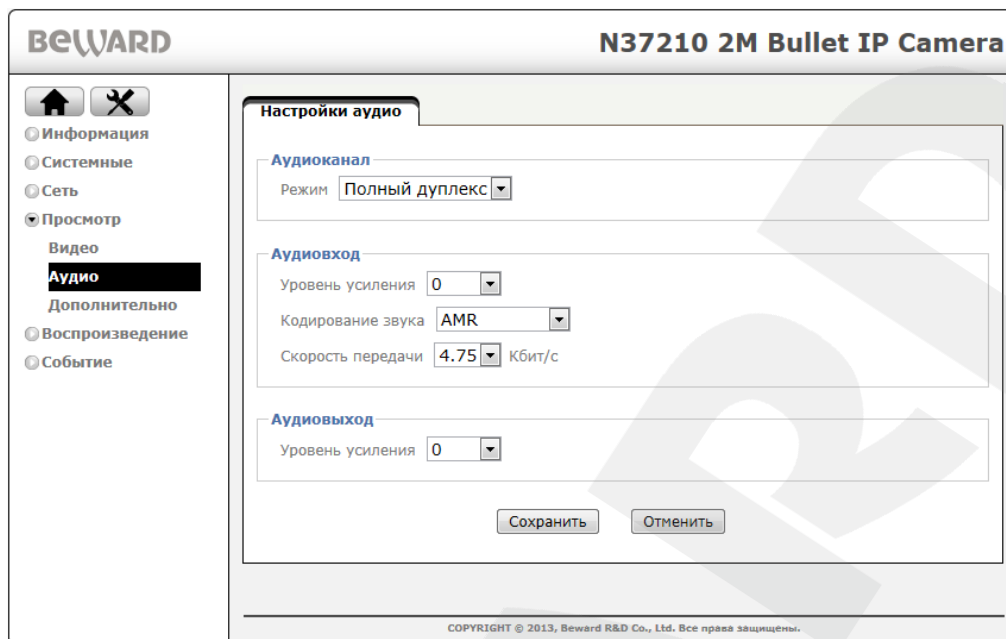 BEWARD
N37210 2M Bullet IP Camera
Информация
Системные
Сеть
Просмотр
Видео
Аудио
Дополнительно
Воспроизведение
Событие
Настройки аудио
Аудиоканал
Режим Полный дуплекс
Аудиовход
Уровень усиления 0
Кодирование звука AMR
Скорость передачи 4.75 Кбит/с
Аудиовыход
Уровень усиления 0
Сохранить Отменить
COPYRIGHT © 2013, Beward R&D Co., Ltd. Все права защищены.